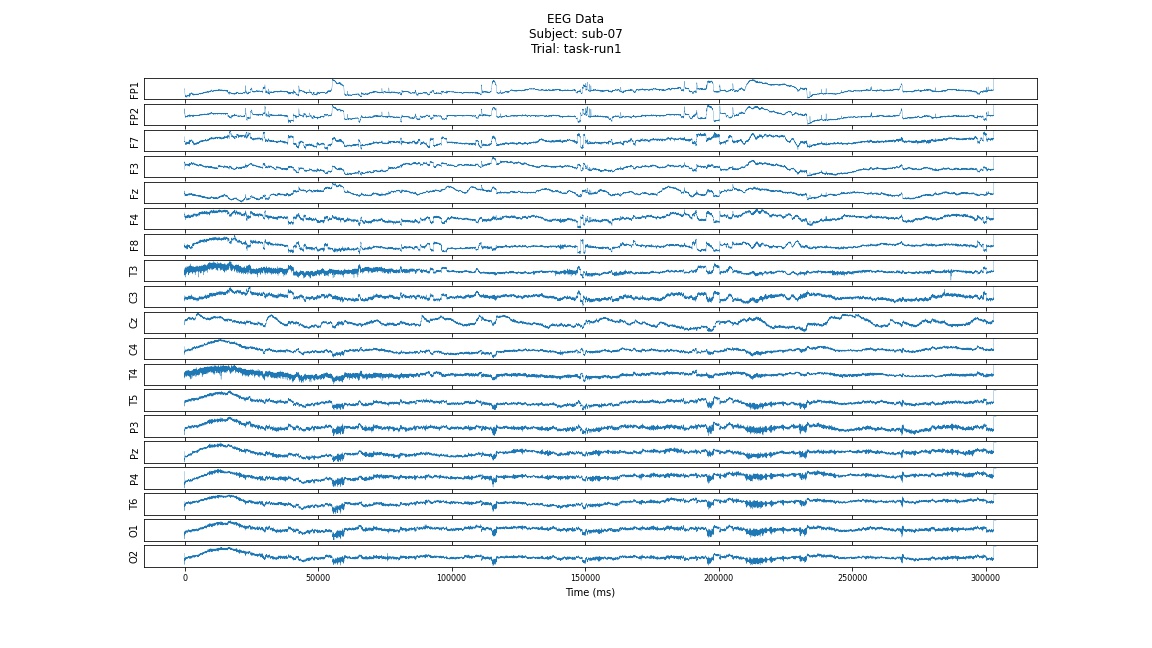 EEG Data
Subject: sub-07
Trial: task-run1
FP1
FP2
F7
F3
Fz
F4
F8
T3
C3
Cz
C4
T4
T5
P3
Pz
P4
T6
O1
O2
0 50000 100000 150000 200000 250000 300000
Time (ms)